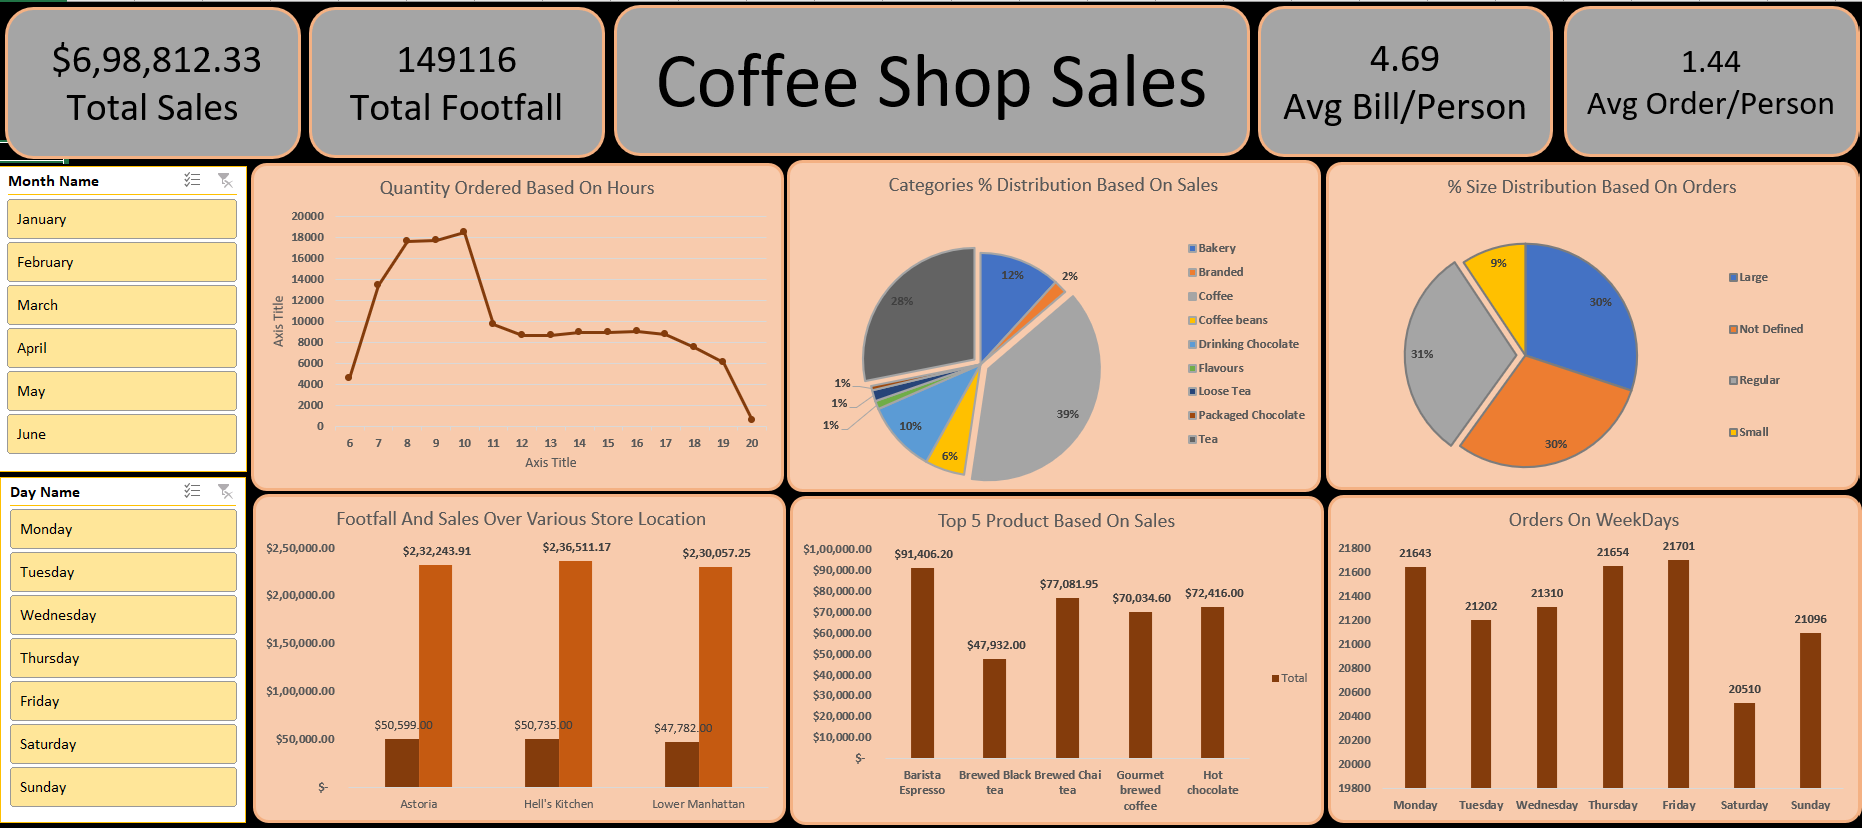 $6,98,812.33
Total Sales
149116
Total Footfall
Coffee Shop Sales
4.69
Avg Bill/Person
1.44
Avg Order/Person
Month Name
January
February
March
April
May
June
Day Name
Monday
Tuesday
Wednesday
Thursday
Friday
Saturday
Sunday
Quantity Ordered Based On Hours
Axis Title
20000
18000
16000
14000
12000
10000
8000
6000
4000
2000
0
6 7 8 9 10 11 12 13 14 15 16 17 18 19 20
Axis Title
Categories % Distribution Based On Sales
12%
2%
28%
39%
1%
1%
1%
10%
6%
Bakery
Branded
Coffee
Coffee beans
Drinking Chocolate
Flavours
Loose Tea
Packaged Chocolate
Tea
% Size Distribution Based On Orders
9%
30%
31%
30%
Large
Not Defined
Regular
Small
Footfall And Sales Over Various Store Location
$2,50,000.00
$2,00,000.00
$1,50,000.00
$1,00,000.00
$50,000.00
$-
$2,32,243.91
$2,36,511.17
$2,30,057.25
$50,599.00
$50,735.00
$47,782.00
Astoria
Hell's Kitchen
Lower Manhattan
Top 5 Product Based On Sales
$1,00,000.00
$90,000.00
$80,000.00
$70,000.00
$60,000.00
$50,000.00
$40,000.00
$30,000.00
$20,000.00
$10,000.00
$-
$91,406.20
$47,932.00
$77,081.95
$70,034.60
$72,416.00
Barista
Espresso
Brewed Black
tea
Brewed Chai
tea
Gourmet
brewed
coffee
Hot
chocolate
Total
Orders On WeekDays
21800
21600
21400
21200
21000
20800
20600
20400
20200
20000
19800
21643
21202
21310
21654
21701
20510
21096
Monday
Tuesday
Wednesday
Thursday
Friday
Saturday
Sunday